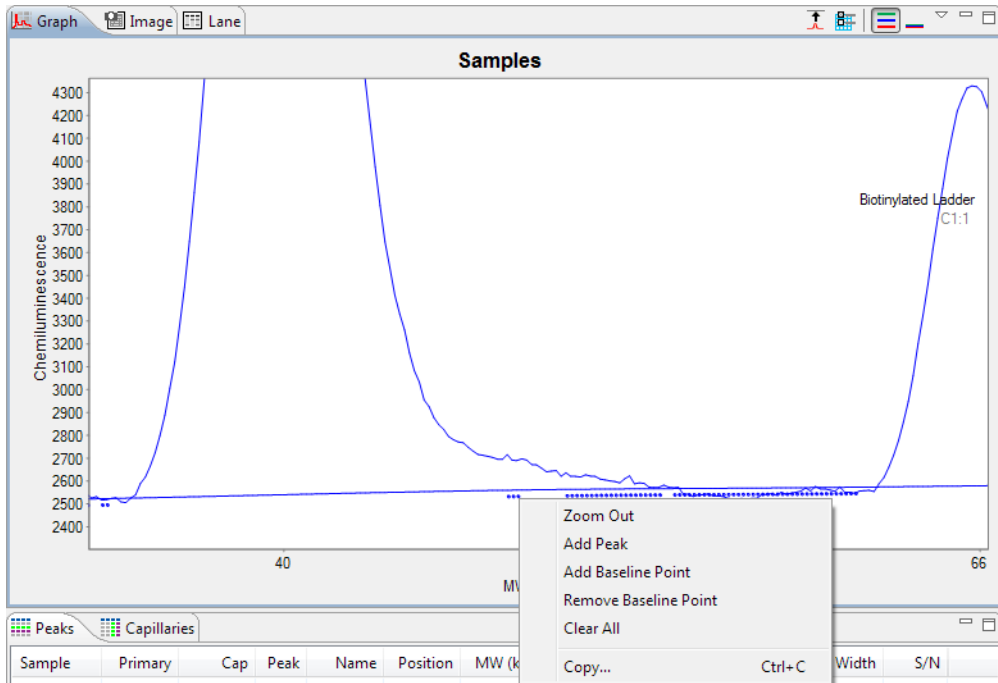 Graph Image Lane
Samples
4300
4200
4100
4000
3900
3800
3700
3600
3500
3400
3300
3200
3100
3000
2900
2800
2700
2600
2500
2400
Chemiluminescence
Biotinylated Ladder
C1:1
40 66
Zoom Out
Add Peak
Add Baseline Point
Remove Baseline Point
Clear All
Copy... Ctrl+C
Peaks Capillaries
Sample Primary Cap Peak Name Position MW (k Width S/N